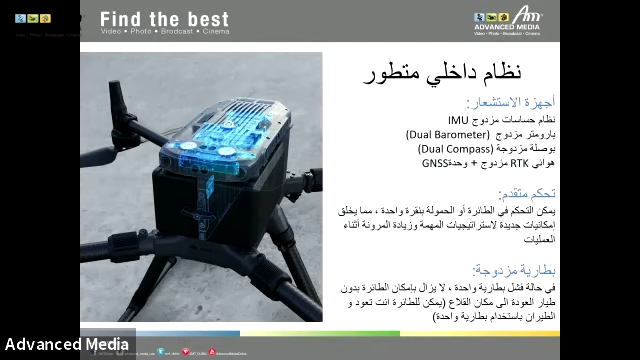 Find the best
Video • Photo • Brodcast • Cinema
Am
ADVANCED MEDIA
Video - Photo - Broadcast - Cinema
نظام داخلي متطور
أجهزة الاستشعار:
نظام حساسات مزدوج IMU
بارومتر مزدوج (Dual Barometer)
بوصلة مزدوجة (Dual Compass)
هوائي RTK مزدوج + وحدةGNSS
تحكم متقدم:
يمكن التحكم في الطائرة أو الحمولة بنقرة واحدة ، مما يخلق
إمكانيات جديدة لاستراتيجيات المهمة وزيادة المرونة أثناء
العمليات
بطارية مزدوجة:
في حالة فشل بطارية واحدة ، لا يزال بإمكان الطائرة بدون
طيار العودة الى مكان القلاع (يمكن للطائرة انت تعود و
الطيران باستخدام بطارية واحدة)
Advanced Media